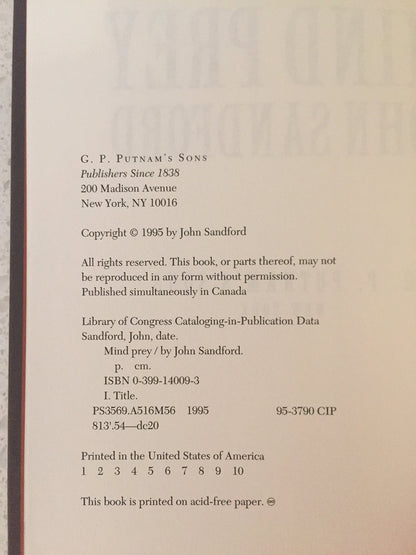 G. P. PUTNAM'S SONS
Publishers Since 1838
200 Madison Avenue
New York, NY 10016
Copyright © 1995 by John Sandford
All rights reserved. This book, or parts thereof, may not
be reproduced in any form without permission.
Published simultaneously in Canada
Library of Congress Cataloging-in-Publication Data
Sandford, John, date.
Mind prey / by John Sandford.
p. cm.
ISBN 0-399-14009-3
I. Title.
PS3569.A516M56 1995 95-3790 CIP
813'.54—dc20
Printed in the United States of America
1 2 3 4 5 6 7 8 9 10
This book is printed on acid-free paper. ♾